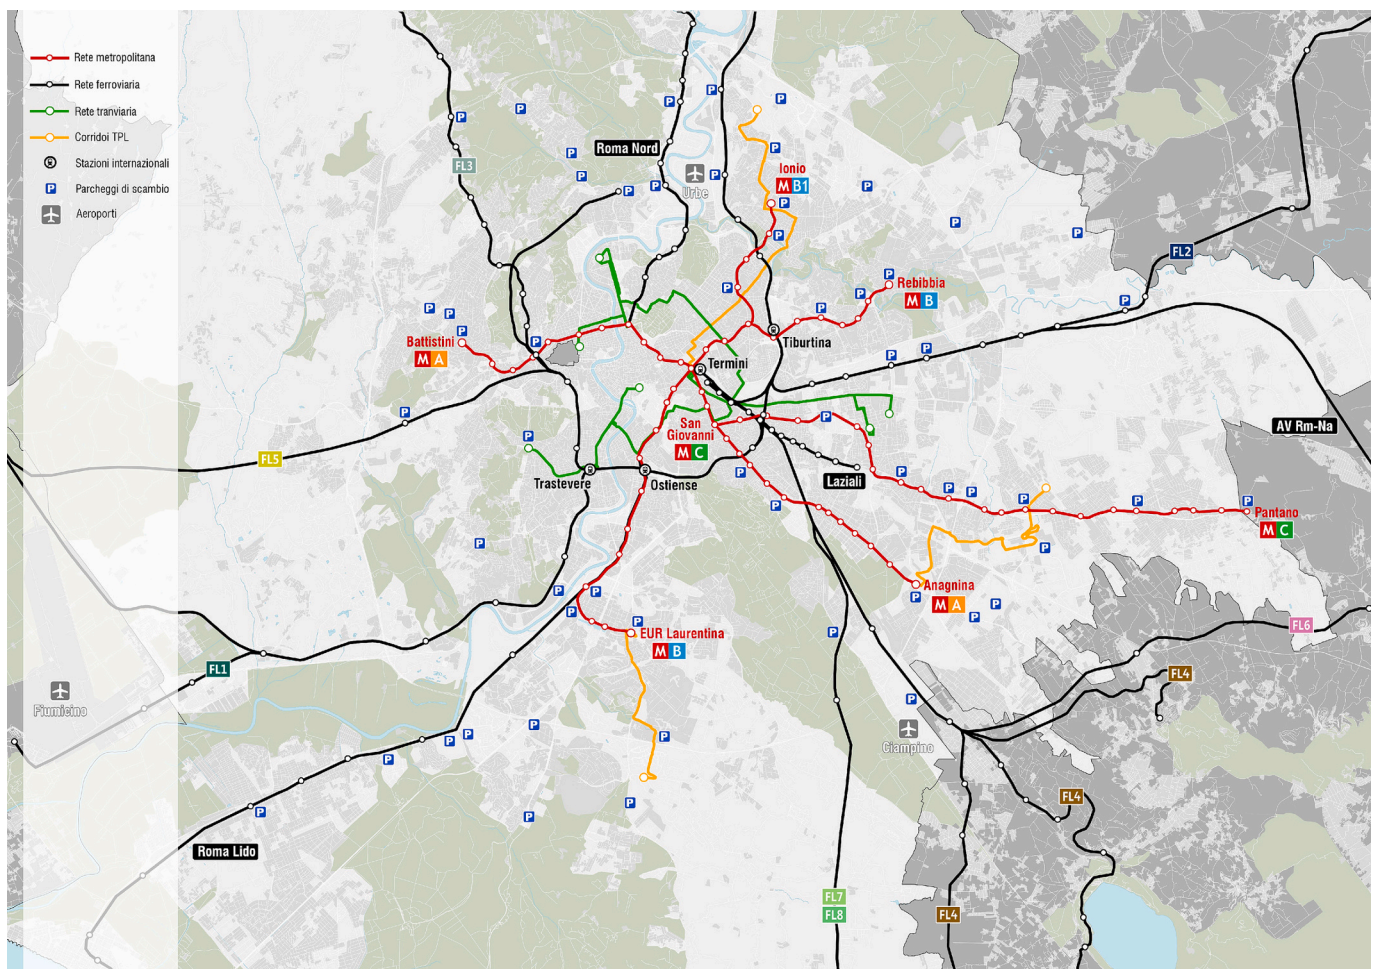 Rete metropolitana
Rete ferroviaria
Rete tranviaria
Corridoi TPL
Stazioni internazionali
P Parcheggi di scambio
Aeroporti
P
P
P
P
P
FL3
Roma Nord
P
P
P
P
P
P
Urbe
Ionio
M B1
P
P
P
P
P
P
FL2
P
P
P
P
P
Rebibbia
M B
P
P
P
P
Battistini
M A
P
Tiburtina
Termini
P
P
P
FL5
P
San
Giovanni
M C
P
AV Rm-Na
Trastevere
Ostiense
P
Laziali
P
P
P
P
P
P
P
Pantano
M C
P
P
P
Anagnina
M A
P
P
P
P
P
P
P
EUR Laurentina
M B
P
FL6
FL1
FL4
Fiumicino
P
P
P
P
P
P
Ciampino
P
P
P
P
FL4
Roma Lido
FL7
FL8
FL4